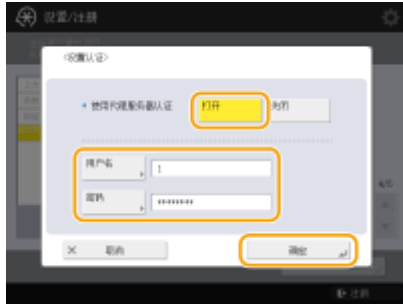 设置/注册
<设置认证>
使用代理服务器认证
打开
关闭
用户名
1
密码
********
取消
确定
注册